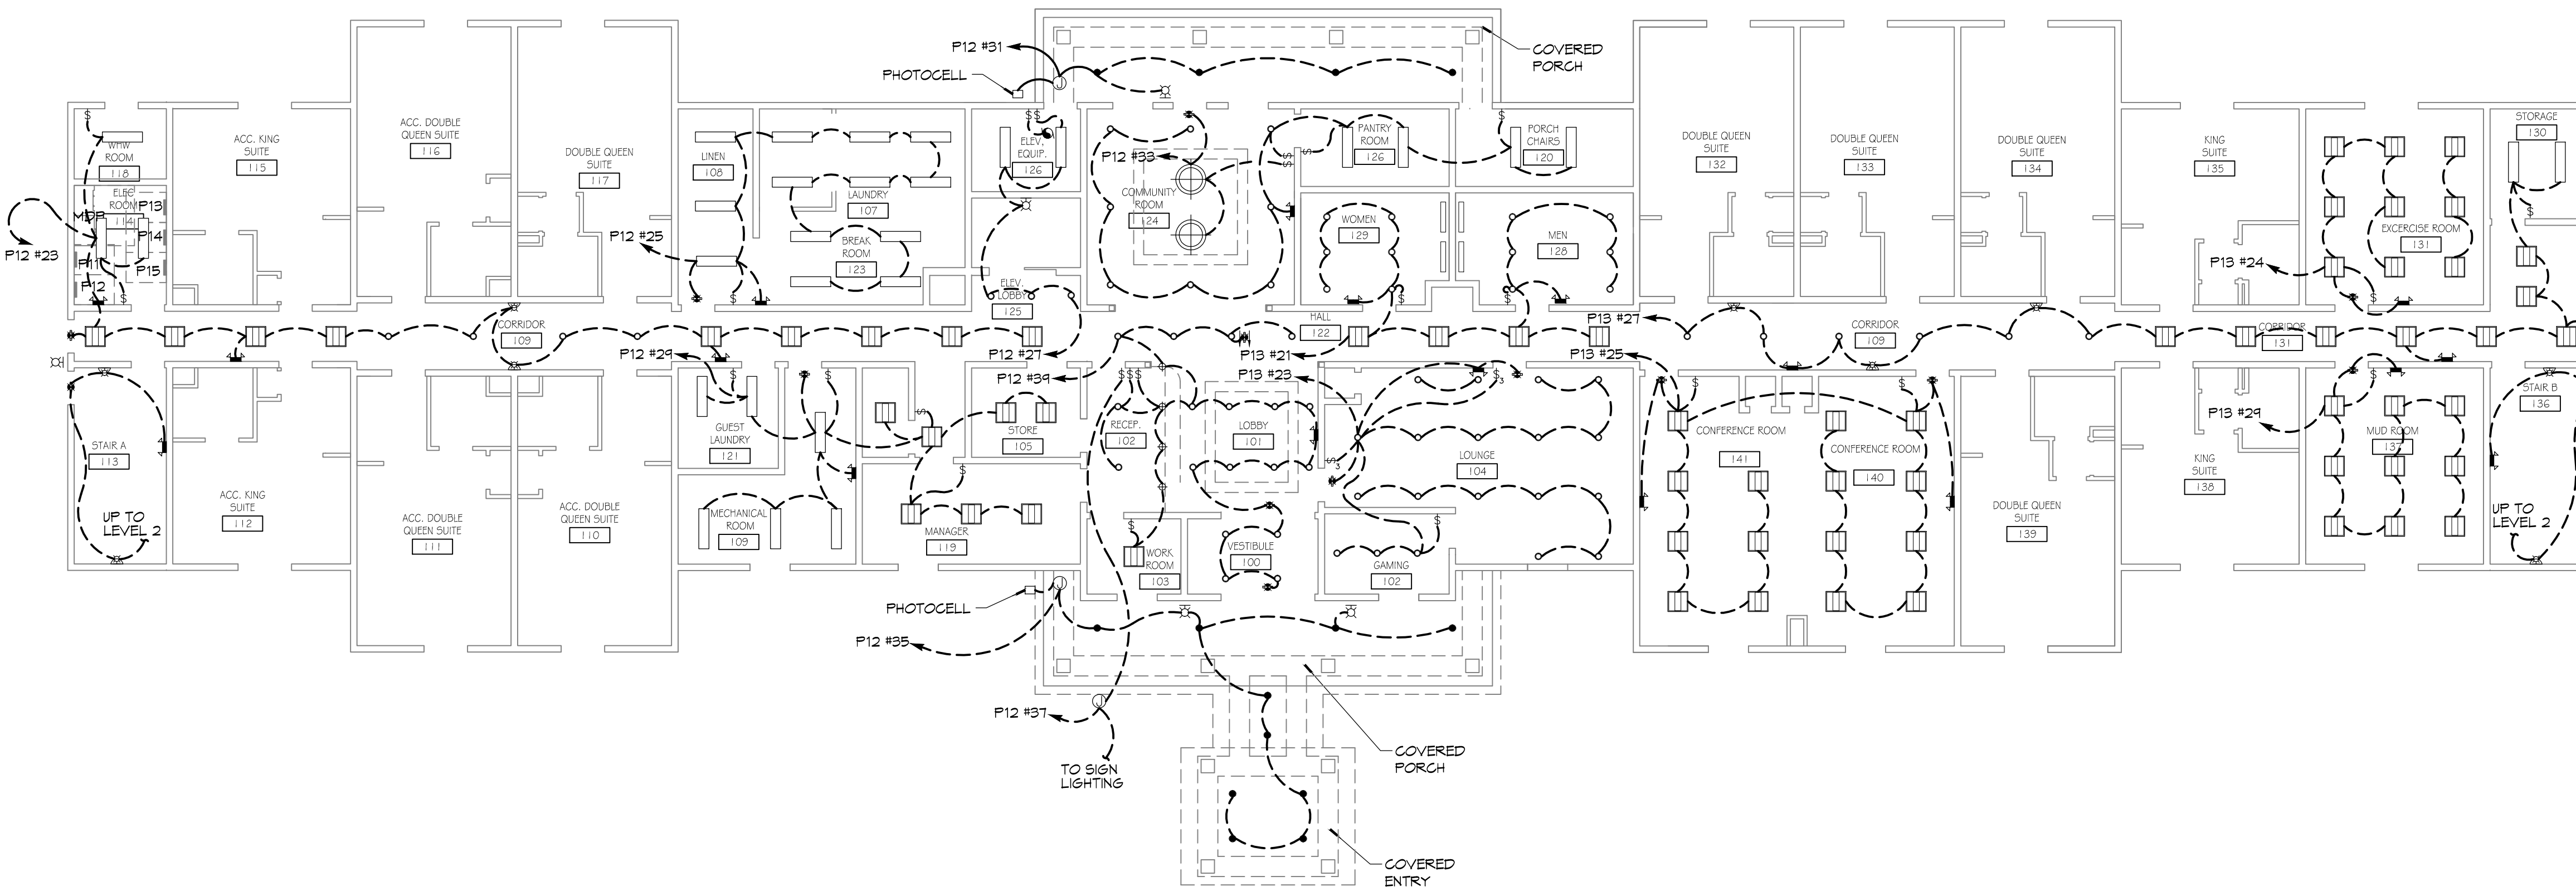 P12 #31
COVERED
PORCH
PHOTOCELL
WHW
ROOM
118
ACC. KING
SUITE
115
ACC. DOUBLE
QUEEN SUITE
116
DOUBLE QUEEN
SUITE
117
LINEN
108
LAUNDRY
107
BREAK
ROOM
123
ELEV.
EQUIP.
126
P12 #33
COMMUNITY
ROOM
124
PANTRY
ROOM
126
PORCH
CHAIRS
120
WOMEN
129
MEN
128
DOUBLE QUEEN
SUITE
132
DOUBLE QUEEN
SUITE
133
DOUBLE QUEEN
SUITE
134
KING
SUITE
135
EXCERCISE ROOM
131
STORAGE
130
ELEC
ROOM
114
MDP
P13
P14
P11
P15
P12
P12 #23
P12 #25
P13 #24
ELEV.
LOBBY
125
CORRIDOR
109
HALL
122
P13 #27
CORRIDOR
109
CORRIDOR
131
P12 #29
P12 #27
P13 #21
P13 #25
P12 #39
P13 #23
P13 #29
STAIR A
113
UP TO
LEVEL 2
ACC. KING
SUITE
112
ACC. DOUBLE
QUEEN SUITE
111
ACC. DOUBLE
QUEEN SUITE
110
GUEST
LAUNDRY
121
MECHANICAL
ROOM
109
STORE
105
MANAGER
119
RECEP.
102
LOBBY
101
WORK
ROOM
103
VESTIBULE
100
LOUNGE
104
GAMING
102
CONFERENCE ROOM
141
CONFERENCE ROOM
140
DOUBLE QUEEN
SUITE
139
KING
SUITE
138
MUD ROOM
137
STAIR B
136
UP TO
LEVEL 2
$
3
$
3
PHOTOCELL
P12 #35
P12 #37
TO SIGN
LIGHTING
COVERED
PORCH
COVERED
ENTRY